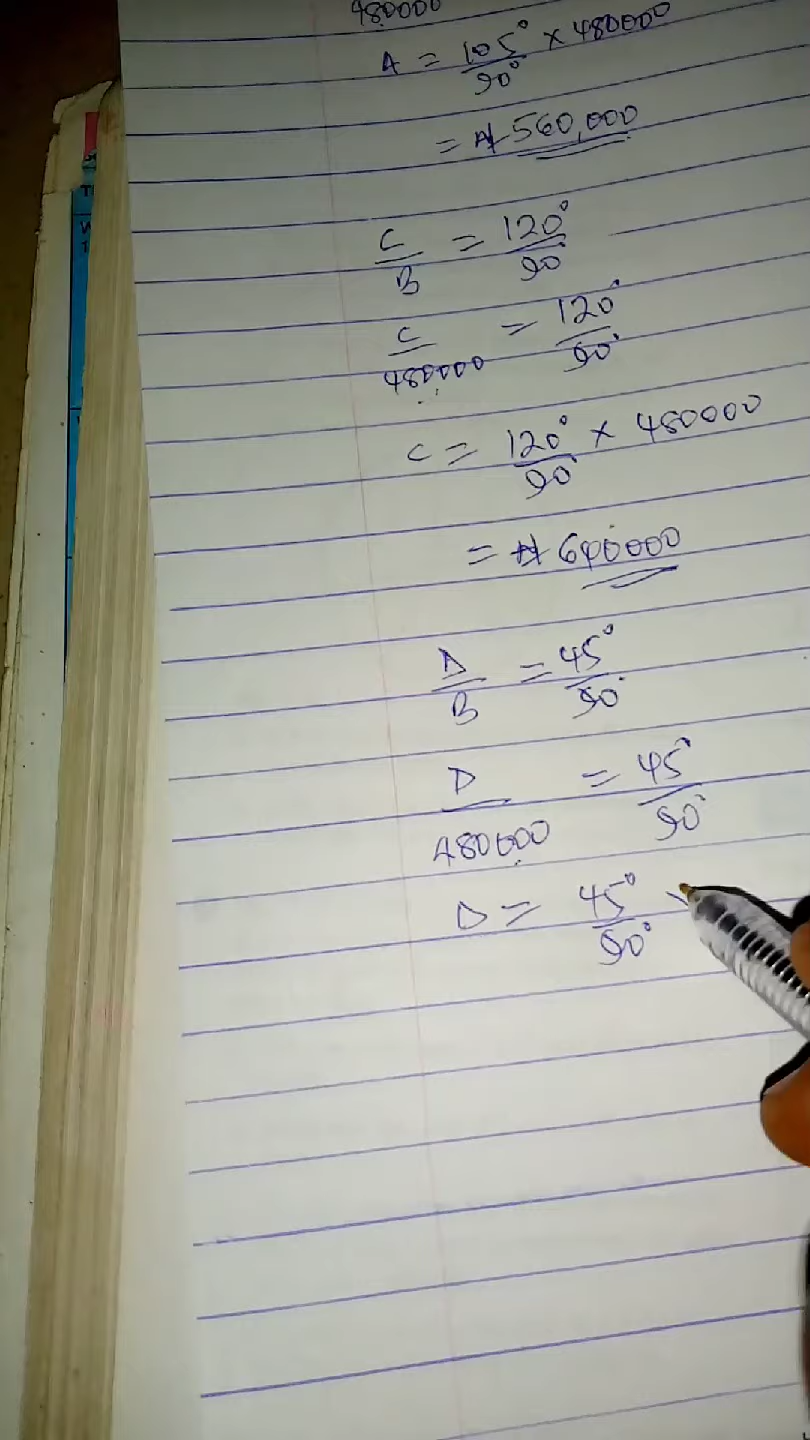 480000
A = 105°/90° × 480000
= ₦560,000
C/B = 120°/90°
C/480000 = 120°/90°
C = 120°/90° × 480000
= ₦640000
D/B = 45°/90°
D/480000 = 45°/90°
D = 45°/90°